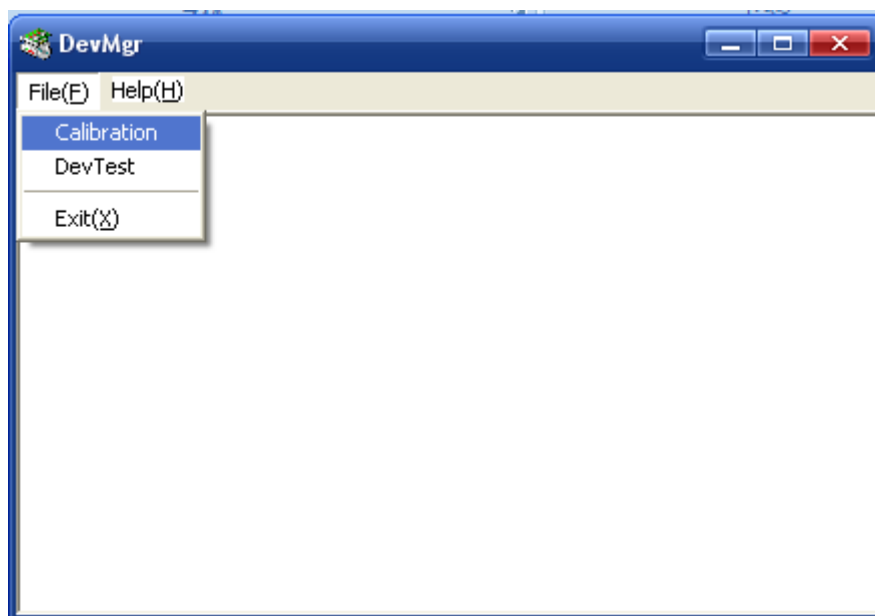 DevMgr
File(F) Help(H)
Calibration
DevTest
Exit(X)